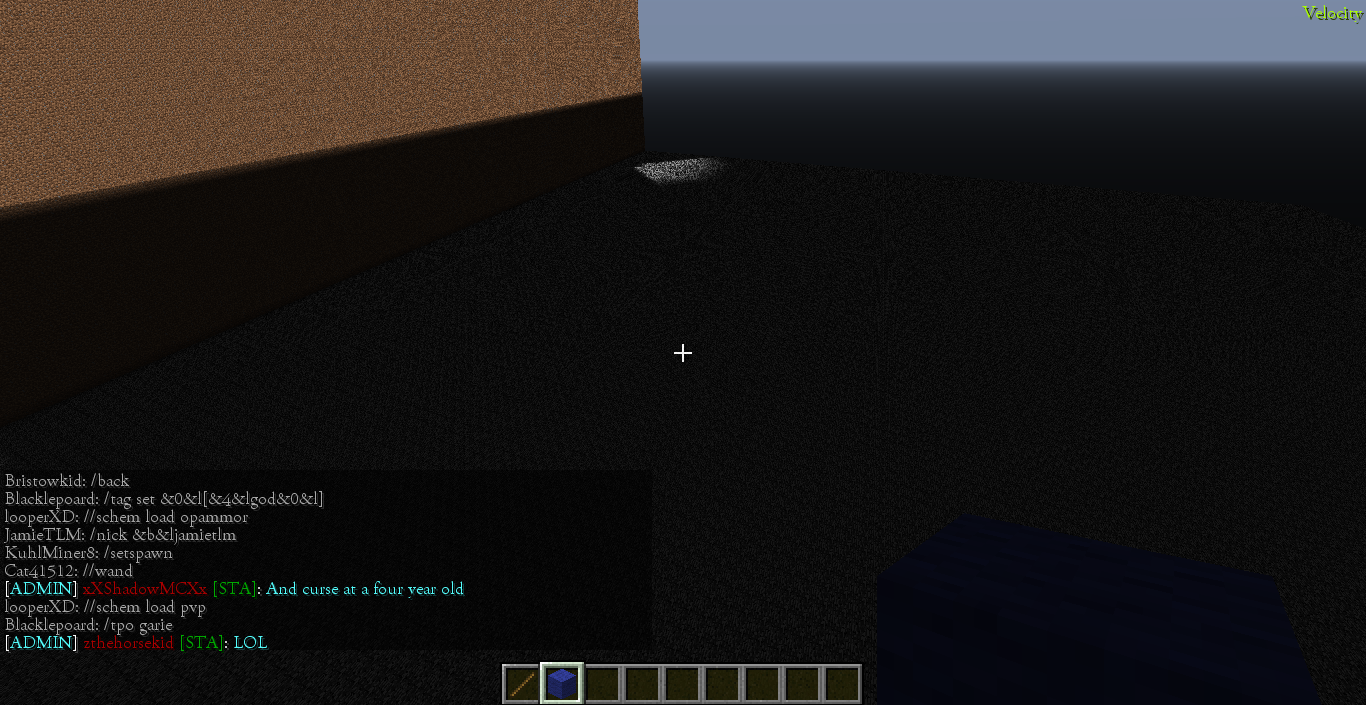 Velocity
Bristowkid: /back
Blacklepoard: /tag set &0&l[&4&lgod&0&l]
looperXD: //schem load opammor
JamieTLM: /nick &b&ljamietlm
KuhlMiner8: /setspawn
Cat41512: //wand
[ADMIN] xXShadowMCXx [STA]: And curse at a four year old
looperXD: //schem load pvp
Blacklepoard: /tpo garie
[ADMIN] zthehorsekid [STA]: LOL